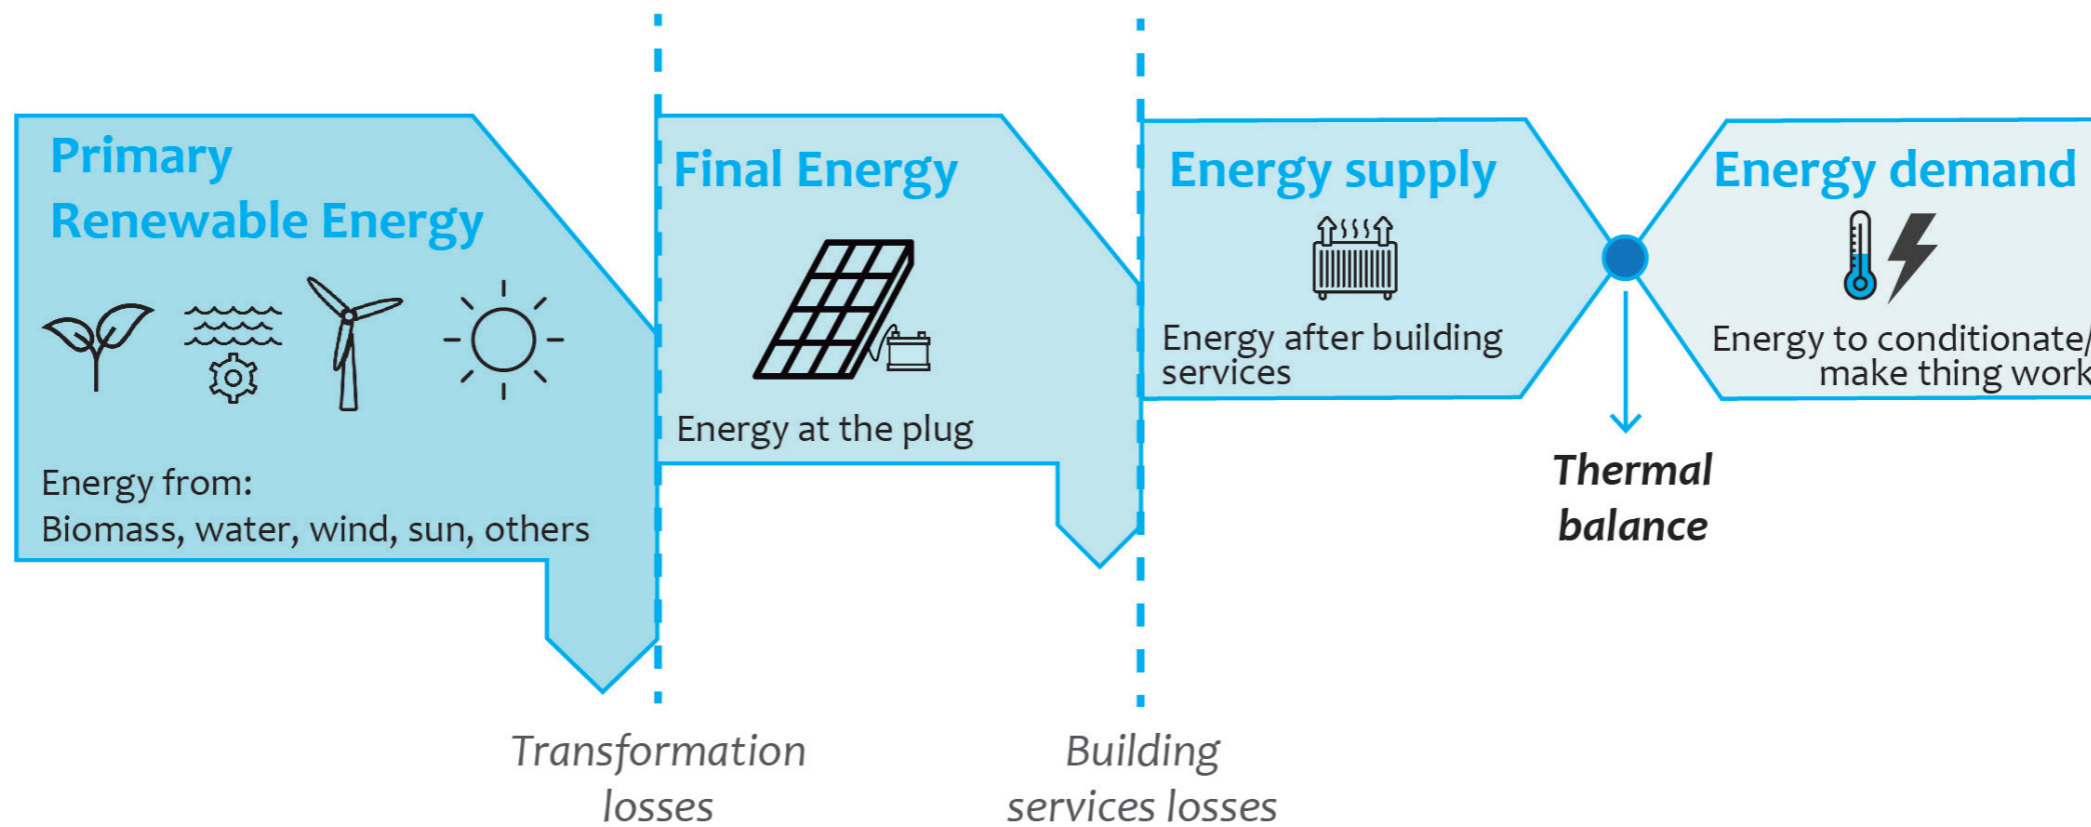 Primary
Renewable Energy
Energy from:
Biomass, water, wind, sun, others
Final Energy
Energy at the plug
Energy supply
Energy after building
services
Energy demand
Energy to conditionate/
make thing work
Thermal
balance
Transformation
losses
Building
services losses